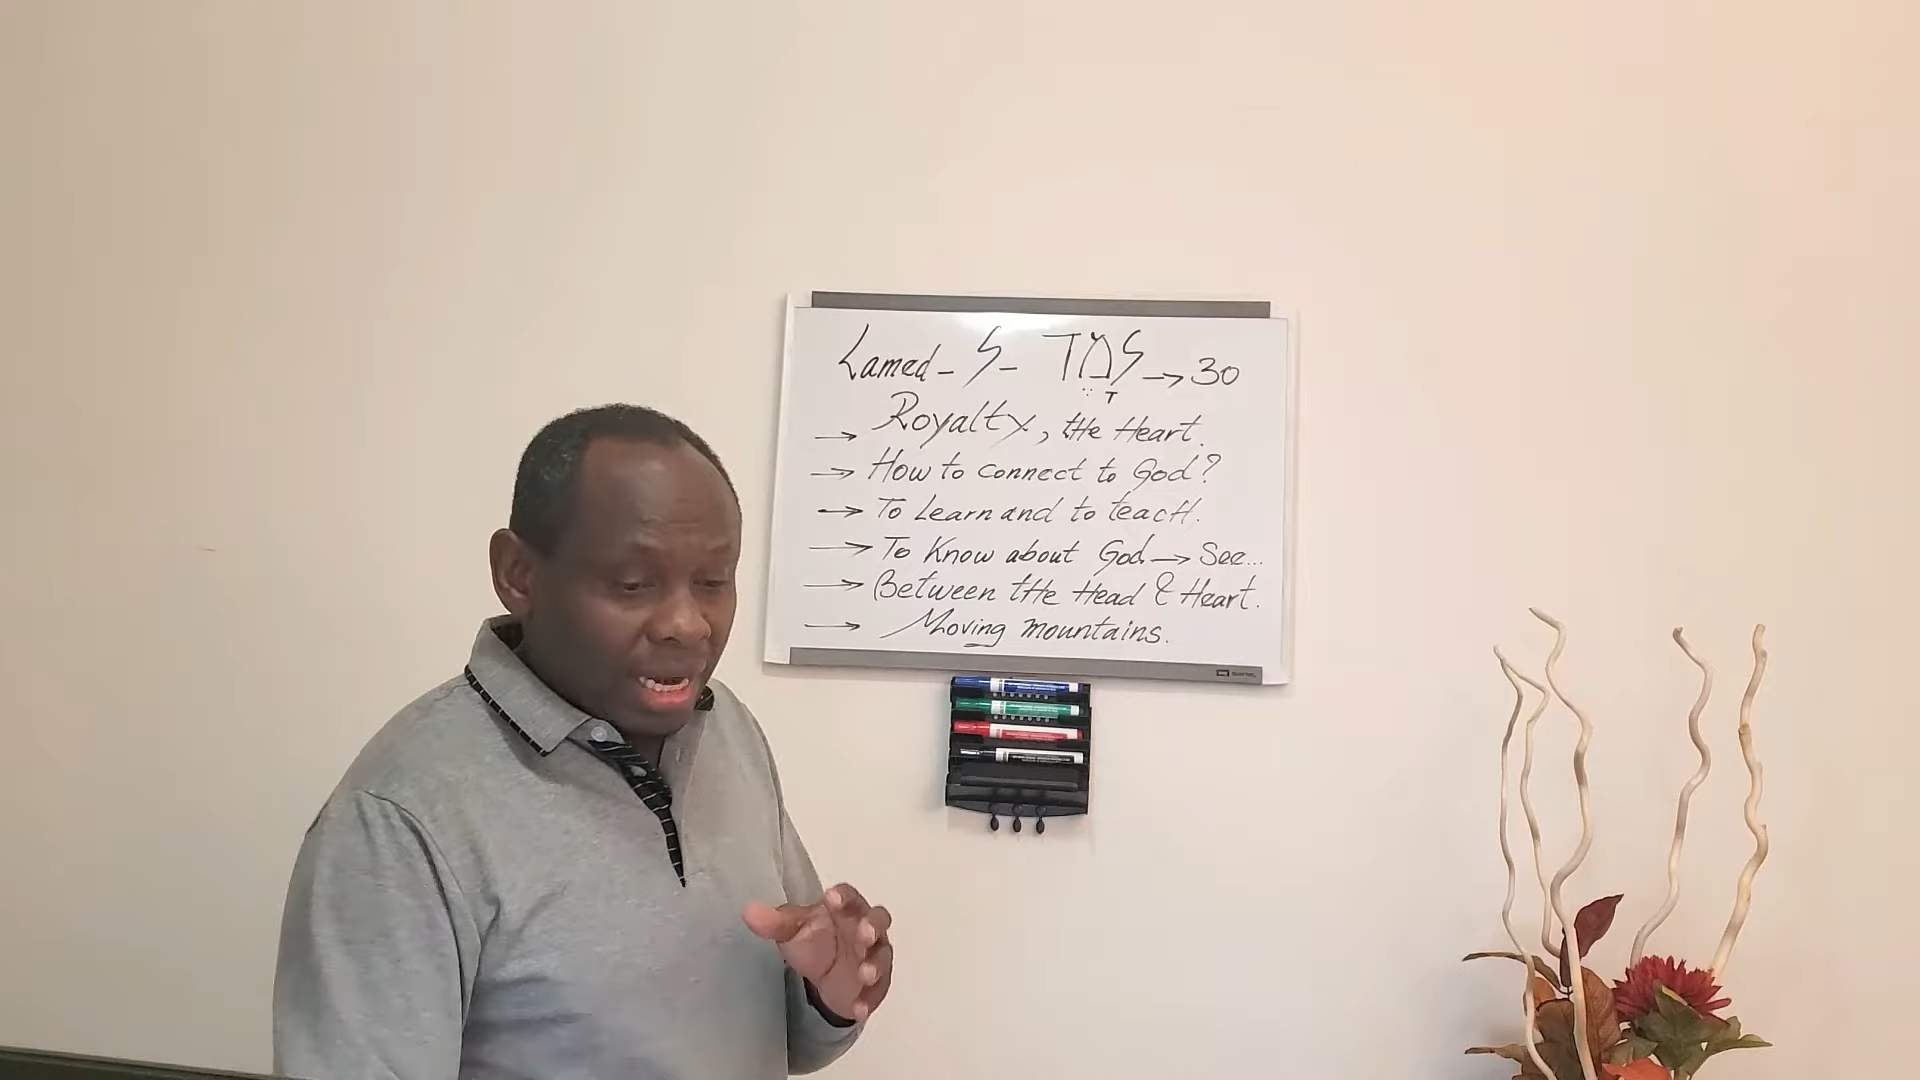 Lamed - ל - לָמֶד → 30
→ Royalty, the Heart.
→ How to connect to God?
→ To Learn and to teach.
→ To Know about God → See...
→ Between the Head & Heart.
→ Moving mountains.